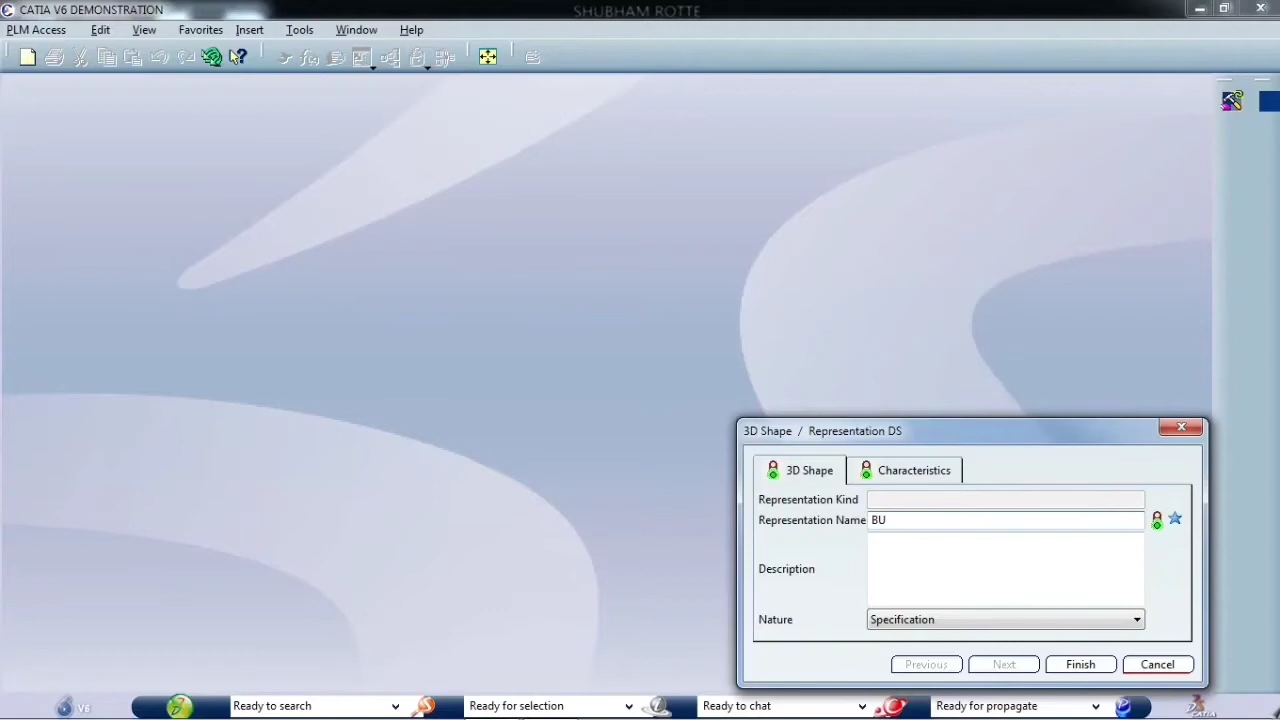 CATIA V6 DEMONSTRATION
SHUBHAM ROTTE
PLM Access Edit View Favorites Insert Tools Window Help
3D Shape / Representation DS
3D Shape Characteristics
Representation Kind
Representation Name BU
Description
Nature Specification
Previous Next Finish Cancel
V6 Ready to search Ready for selection Ready to chat Ready for propagate CATIA